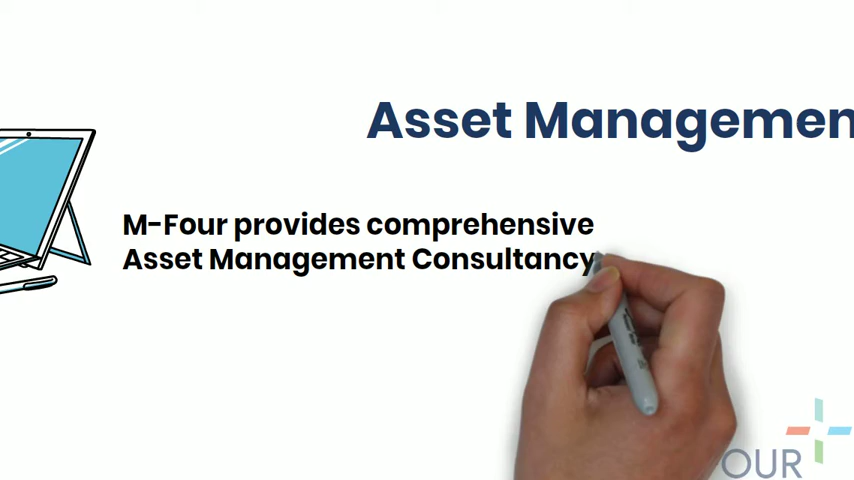 Asset Managemen
M-Four provides comprehensive
Asset Management Consultancy
OUR